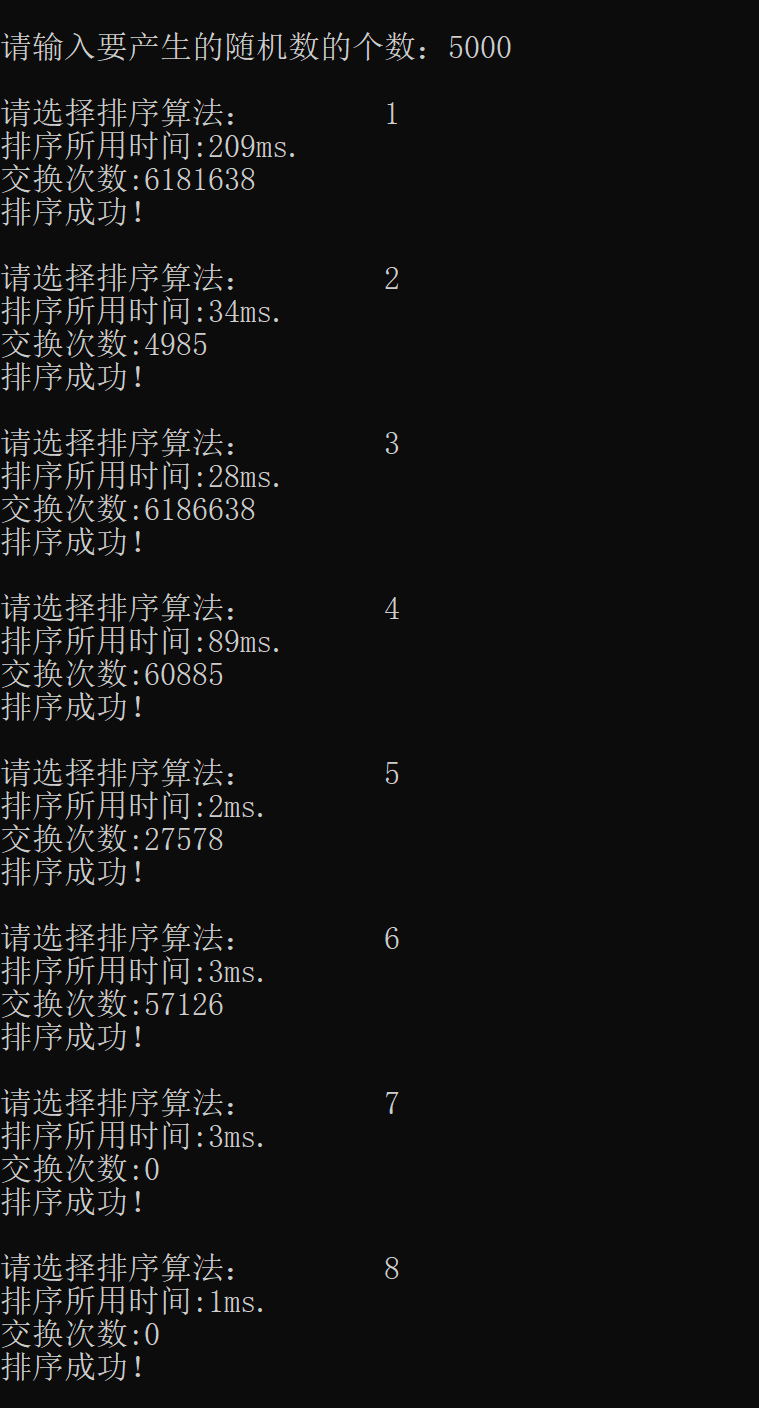 请输入要产生的随机数的个数：5000
请选择排序算法： 1
排序所用时间:209ms.
交换次数:6181638
排序成功！
请选择排序算法： 2
排序所用时间:34ms.
交换次数:4985
排序成功！
请选择排序算法： 3
排序所用时间:28ms.
交换次数:6186638
排序成功！
请选择排序算法： 4
排序所用时间:89ms.
交换次数:60885
排序成功！
请选择排序算法： 5
排序所用时间:2ms.
交换次数:27578
排序成功！
请选择排序算法： 6
排序所用时间:3ms.
交换次数:57126
排序成功！
请选择排序算法： 7
排序所用时间:3ms.
交换次数:0
排序成功！
请选择排序算法： 8
排序所用时间:1ms.
交换次数:0
排序成功！